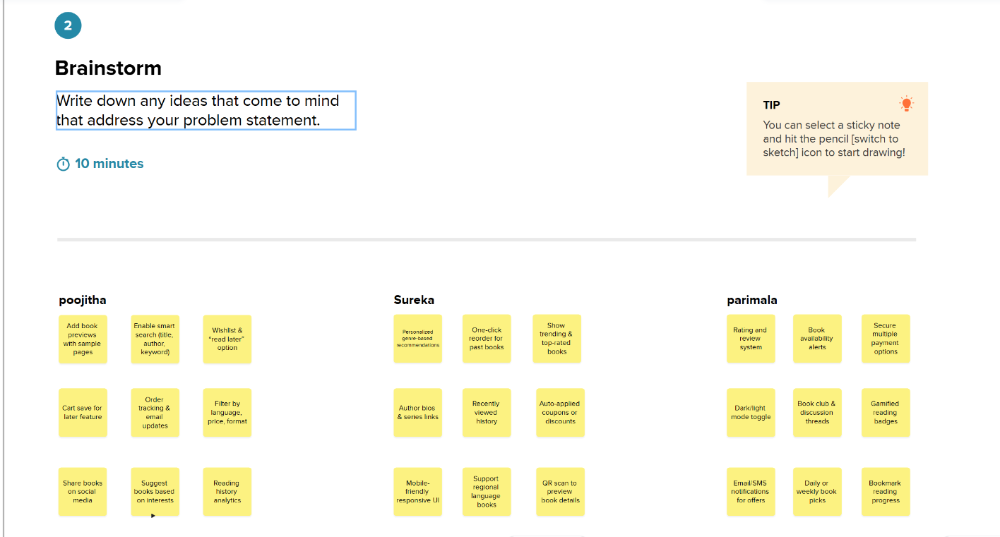 2
Brainstorm
Write down any ideas that come to mind
that address your problem statement.
10 minutes
TIP
You can select a sticky note
and hit the pencil [switch to
sketch] icon to start drawing!
poojitha
Add book
previews
with sample
pages
Enable smart
search (title,
author,
keyword)
Wishlist &
“read later”
option
Cart save for
later feature
Order
tracking &
email
updates
Filter by
language,
price, format
Share books
on social
media
Suggest
books based
on interests
Reading
history
analytics
Sureka
Personalized
genre-based
recommendations
One-click
reorder for
past books
Show
trending &
top-rated
books
Author bios
& series links
Recently
viewed
history
Auto-applied
coupons or
discounts
Mobile-
friendly
responsive UI
Support
regional
language
books
QR scan to
preview
book details
parimala
Rating and
review
system
Book
availability
alerts
Secure
multiple
payment
options
Dark/light
mode toggle
Book club &
discussion
threads
Gamified
reading
badges
Email/SMS
notifications
for offers
Daily or
weekly book
picks
Bookmark
reading
progress